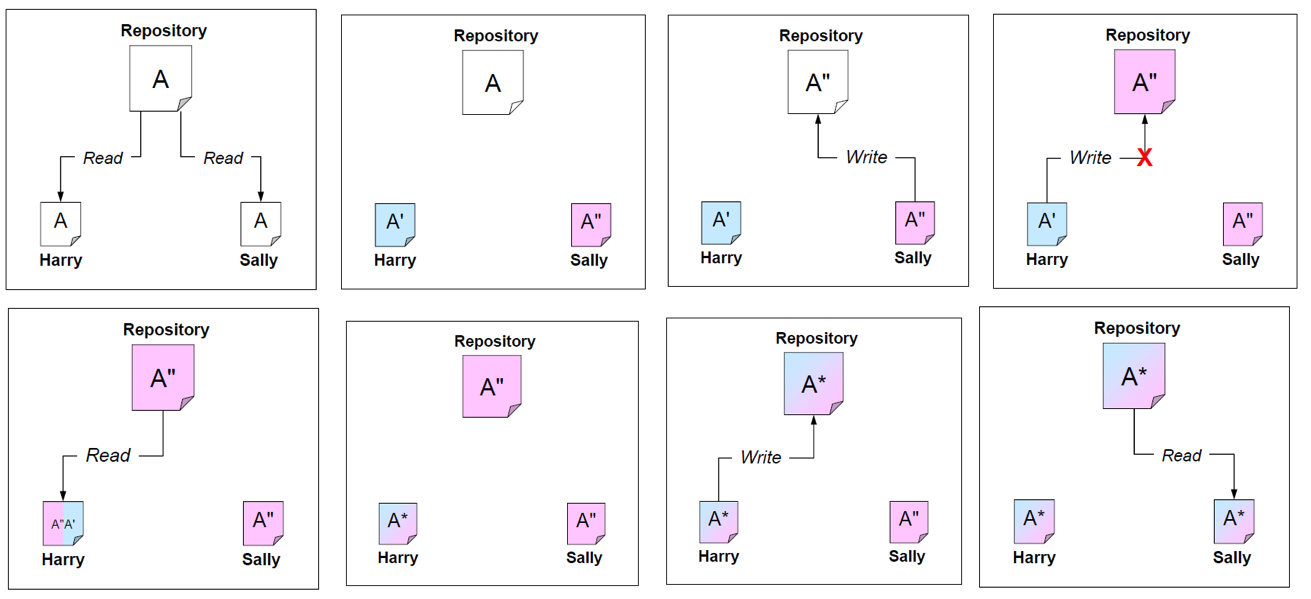 Repository
A
Read Read
A A
Harry Sally
Repository
A
A' A"
Harry Sally
Repository
A"
Write
A' A"
Harry Sally
Repository
A"
Write X
A' A"
Harry Sally
Repository
A"
Read
A"A' A"
Harry Sally
Repository
A"
A* A"
Harry Sally
Repository
A*
Write
A* A"
Harry Sally
Repository
A*
Read
A* A*
Harry Sally